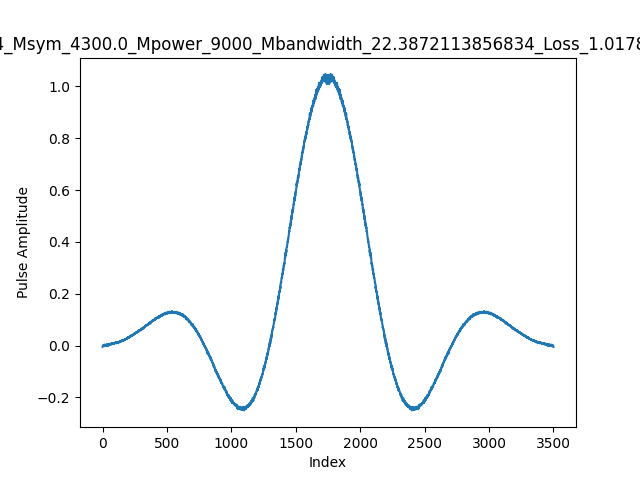 4_Msym_4300.0_Mpower_9000_Mbandwidth_22.3872113856834_Loss_1.0178
1.0
0.8
0.6
0.4
0.2
0.0
−0.2
Pulse Amplitude
0 500 1000 1500 2000 2500 3000 3500
Index